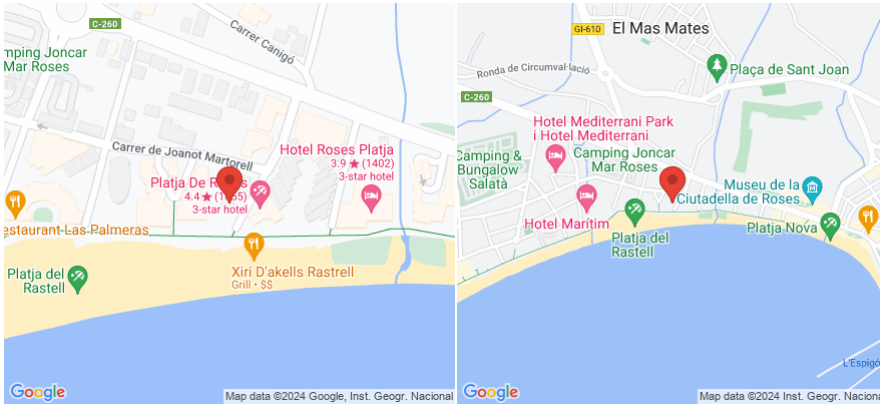 C-260
Carrer Canigó
mping Joncar
Mar Roses
Carrer de Joanot Martorell
Hotel Roses Platja
3.9 ★ (1402)
3-star hotel
Platja De R
4.4 ★
3-star hotel
estaurant Las Palmeras
Xiri D'akells Rastrell
Grill • $$
Platja del
Rastell
Google
Map data ©2024 Google, Inst. Geogr. Nacional
GI-610
El Mas Mates
Ronda de Circumval·lació
Plaça de Sant Joan
C-260
Hotel Mediterrani Park
i Hotel Mediterrani
Camping &
Bungalow
Salatà
Camping Joncar
Mar Roses
Museu de la
Ciutadella de Roses
Hotel Marítim
Platja del
Rastell
Platja Nova
L'Espigó
Google
Map data ©2024 Google, Inst. Geogr. Naciona